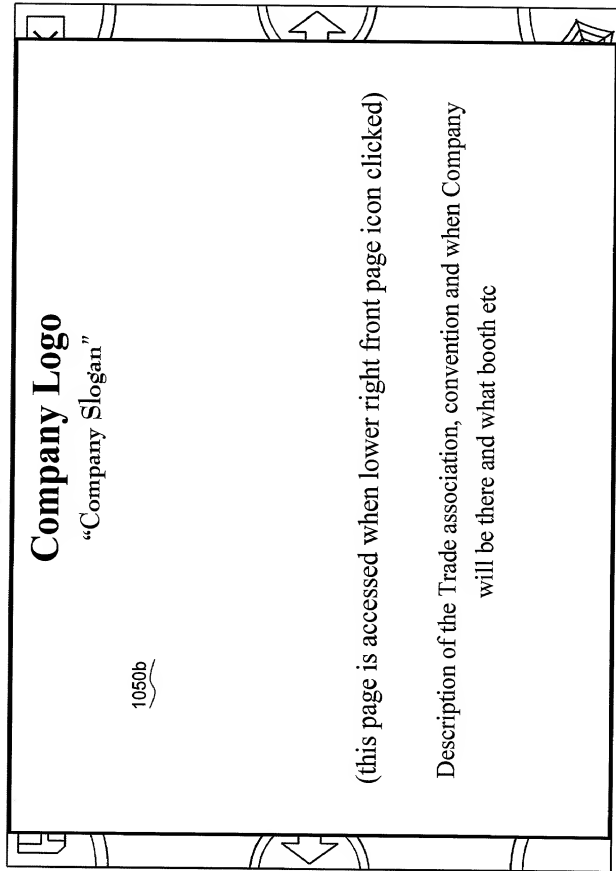 Company Logo
“Company Slogan”
1050b
(this page is accessed when lower right front page icon clicked)
Description of the Trade association, convention and when Company
will be there and what booth etc